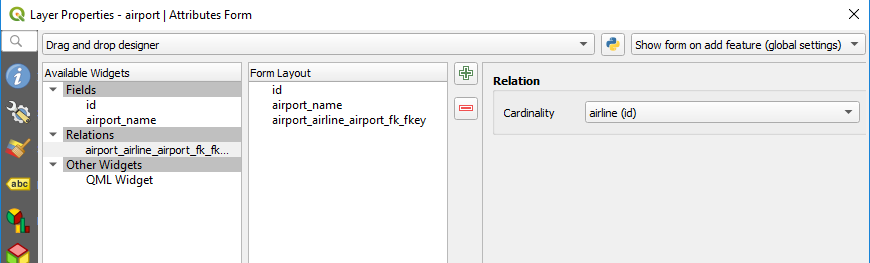 Layer Properties - airport | Attributes Form
Drag and drop designer
Show form on add feature (global settings)
Available Widgets
Fields
id
airport_name
Relations
airport_airline_airport_fk_fk...
Other Widgets
QML Widget
Form Layout
id
airport_name
airport_airline_airport_fk_fkey
Relation
Cardinality
airline (id)
abc